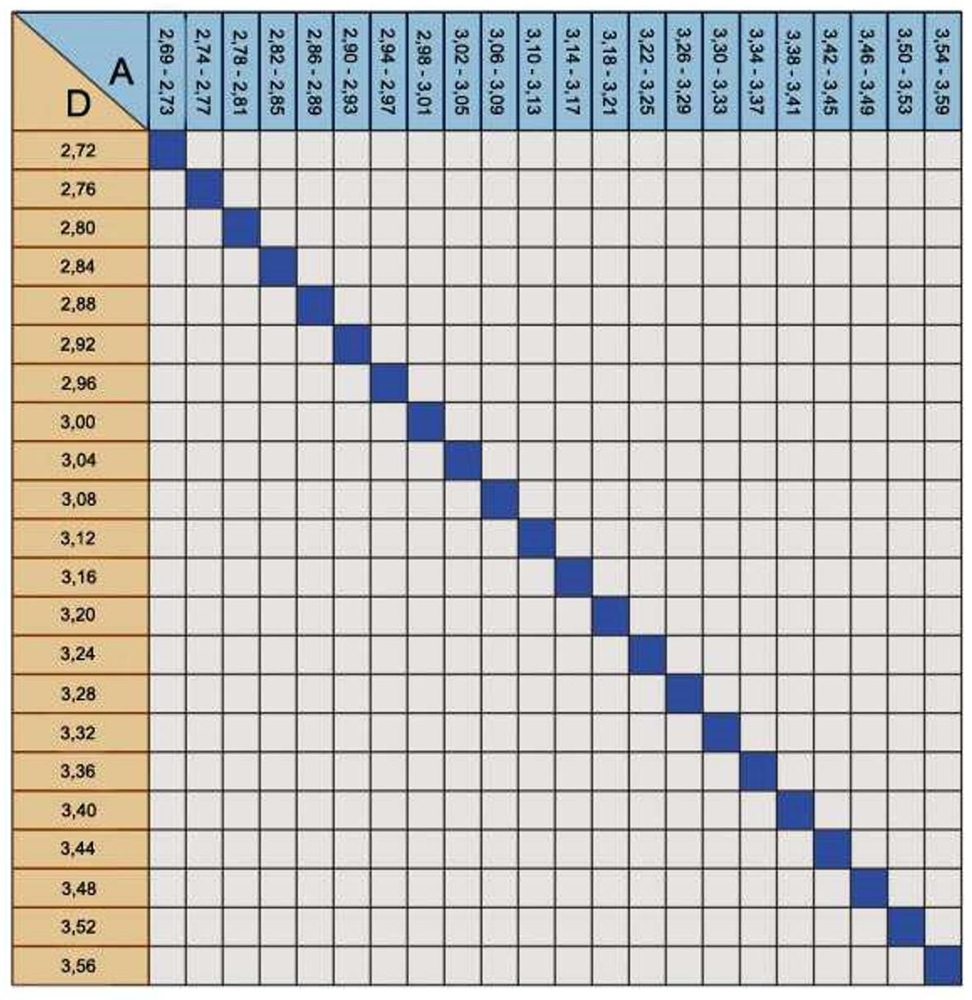 A
D
2,69 - 2,73
2,74 - 2,77
2,78 - 2,81
2,82 - 2,85
2,86 - 2,89
2,90 - 2,93
2,94 - 2,97
2,98 - 3,01
3,02 - 3,05
3,06 - 3,09
3,10 - 3,13
3,14 - 3,17
3,18 - 3,21
3,22 - 3,25
3,26 - 3,29
3,30 - 3,33
3,34 - 3,37
3,38 - 3,41
3,42 - 3,45
3,46 - 3,49
3,50 - 3,53
3,54 - 3,59
2,72
2,76
2,80
2,84
2,88
2,92
2,96
3,00
3,04
3,08
3,12
3,16
3,20
3,24
3,28
3,32
3,36
3,40
3,44
3,48
3,52
3,56